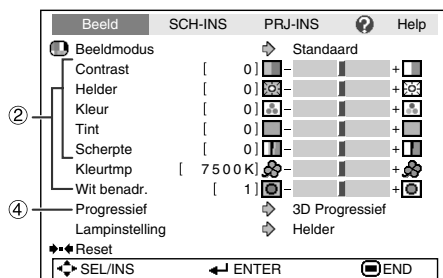 Beeld SCH-INS PRJ-INS ? Help
Beeldmodus Standaard
Contrast [ 0] - +
Helder [ 0] - +
② Kleur [ 0] - +
Tint [ 0] - +
Scherpte [ 0] - +
Kleurtmp [ 7500K] - +
Wit benadr. [ 1] - +
④ Progressief 3D Progressief
Lampinstelling Helder
Reset
SEL/INS ENTER END